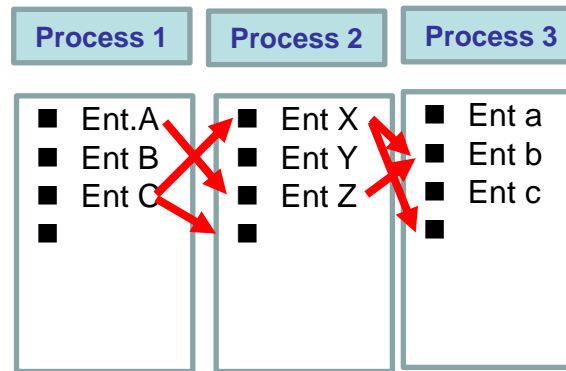 Process 1
Process 2
Process 3
Ent.A
Ent B
Ent C
Ent X
Ent Y
Ent Z
Ent a
Ent b
Ent c